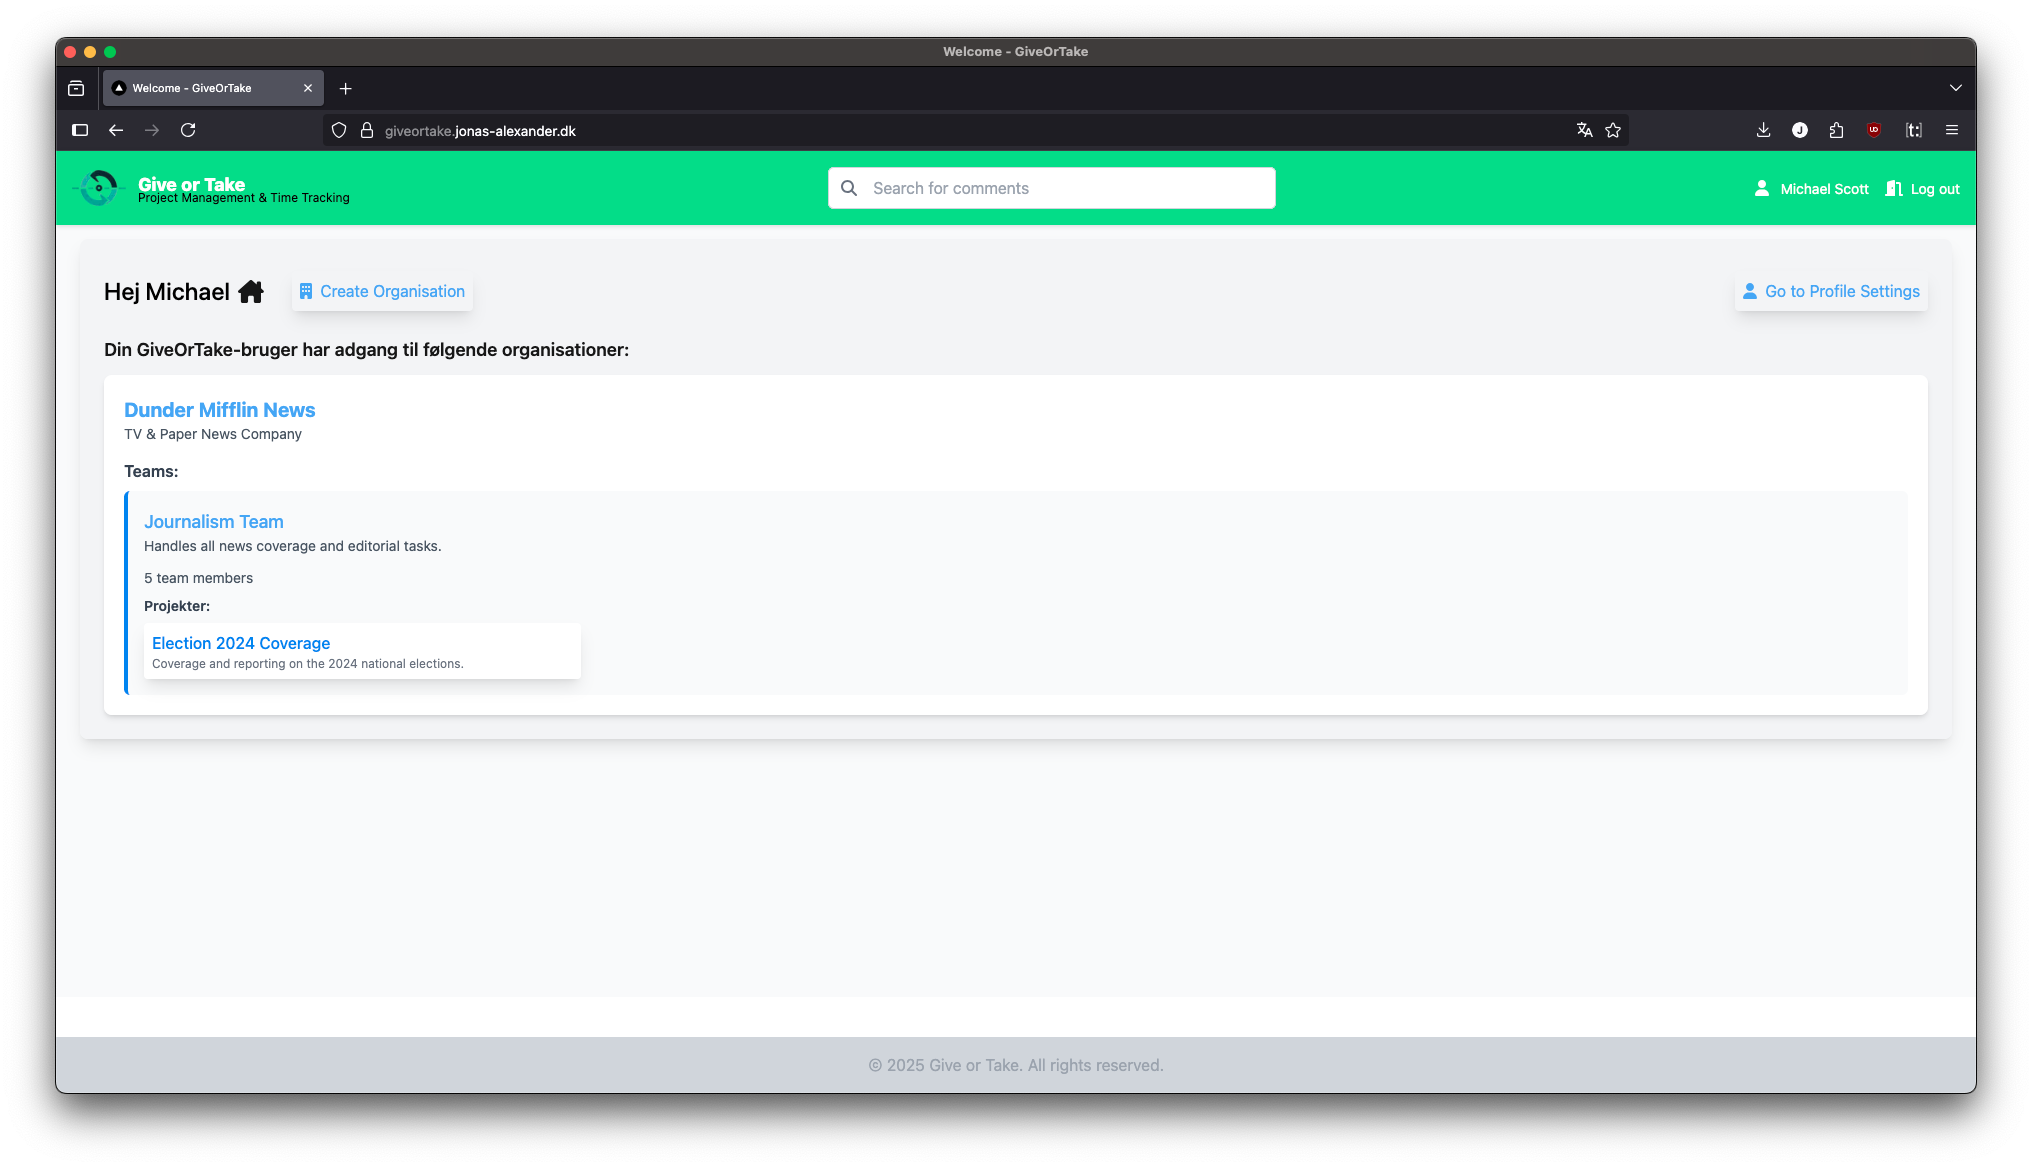 Welcome - GiveOrTake
Welcome - GiveOrTake
giveortake.jonas-alexander.dk
J
[t:]
Give or Take
Project Management & Time Tracking
Search for comments
Michael Scott
Log out
Hej Michael
Create Organisation
Go to Profile Settings
Din GiveOrTake-bruger har adgang til følgende organisationer:
Dunder Mifflin News
TV & Paper News Company
Teams:
Journalism Team
Handles all news coverage and editorial tasks.
5 team members
Projekter:
Election 2024 Coverage
Coverage and reporting on the 2024 national elections.
© 2025 Give or Take. All rights reserved.